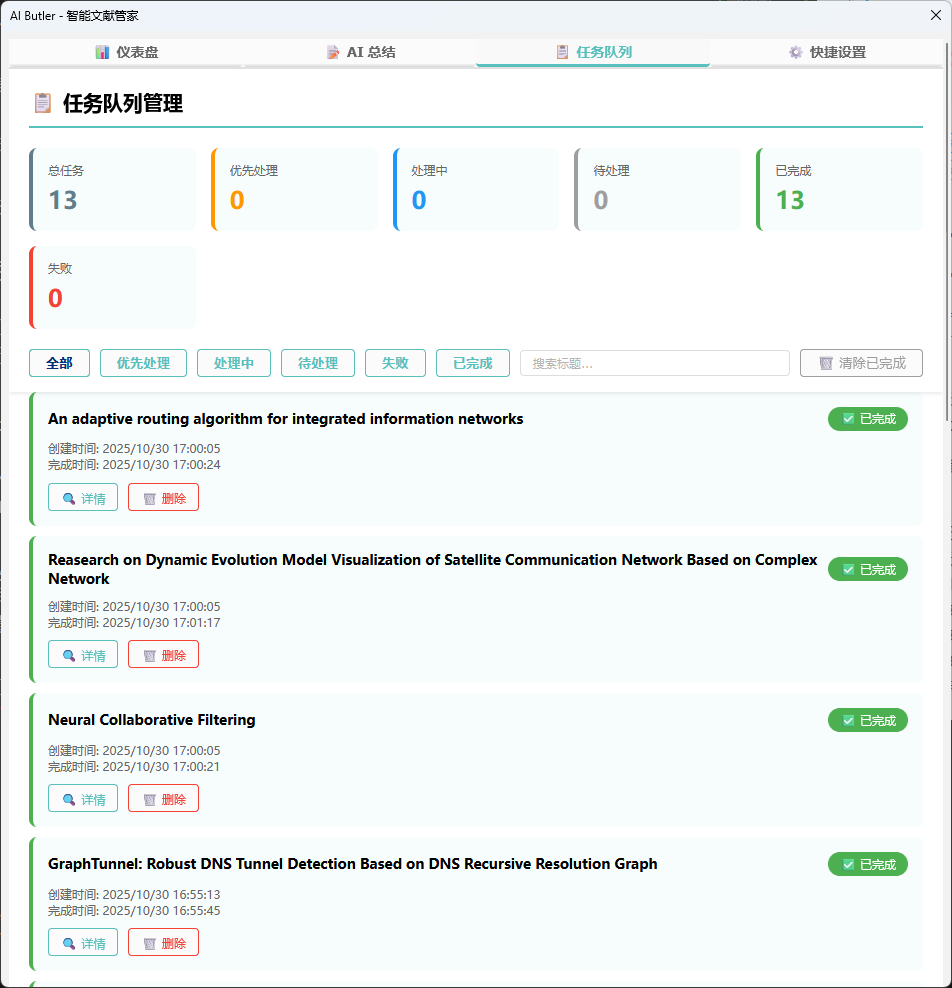 AI Butler - 智能文献管家
仪表盘
AI 总结
任务队列
快捷设置
任务队列管理
总任务
13
优先处理
0
处理中
0
待处理
0
已完成
13
失败
0
全部
优先处理
处理中
待处理
失败
已完成
搜索标题...
清除已完成
An adaptive routing algorithm for integrated information networks
已完成
创建时间: 2025/10/30 17:00:05
完成时间: 2025/10/30 17:00:24
详情
删除
Reasearch on Dynamic Evolution Model Visualization of Satellite Communication Network Based on Complex
Network
已完成
创建时间: 2025/10/30 17:00:05
完成时间: 2025/10/30 17:01:17
详情
删除
Neural Collaborative Filtering
已完成
创建时间: 2025/10/30 17:00:05
完成时间: 2025/10/30 17:00:21
详情
删除
GraphTunnel: Robust DNS Tunnel Detection Based on DNS Recursive Resolution Graph
已完成
创建时间: 2025/10/30 16:55:13
完成时间: 2025/10/30 16:55:45
详情
删除